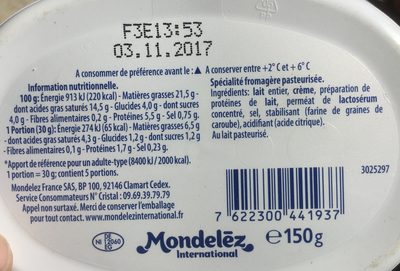 F3E13:53
03.11.2017
A consommer de préférence avant le : ▲ A conserver entre +2° C et + 6° C
Information nutritionnelle.
100 g: Énergie 913 kJ (220 kcal) - Matières grasses 21,5 g -
dont acides gras saturés 14,5 g - Glucides 4,0 g - dont sucres
4,0 g - Fibres alimentaires 0,2 g - Protéines 5,5 g - Sel 0,75 g.
1 Portion (30 g): Énergie 274 kJ (65 kcal) - Matières grasses 6,5 g
- dont acides gras saturés 4,3 g - Glucides 1,2 g - dont sucres 1,2 g
- Fibres alimentaires 0,1 g - Protéines 1,7 g - Sel 0,23 g.
*Apport de référence pour un adulte-type (8400 kJ / 2000 kcal).
1 portion = 30 g; contient 5 portions.
Mondelez France SAS, BP 100, 92146 Clamart Cedex.
Service Consommateurs N° Cristal : 09.69.39.79.79
Appel non surtaxé. Merci de conserver l'emballage
pour tout contact. www.mondelezinternational.fr
Spécialité fromagère pasteurisée.
Ingrédients: lait entier, crème, préparation de
protéines de lait, perméat de lactosérum
concentré, sel, stabilisant (farine de graines de
caroube), acidifiant (acide citrique).
Au lait pasteurisé.
3025297
7 622300 441937
NL Z 0260 EG
Mondelēz
International
e 150 g